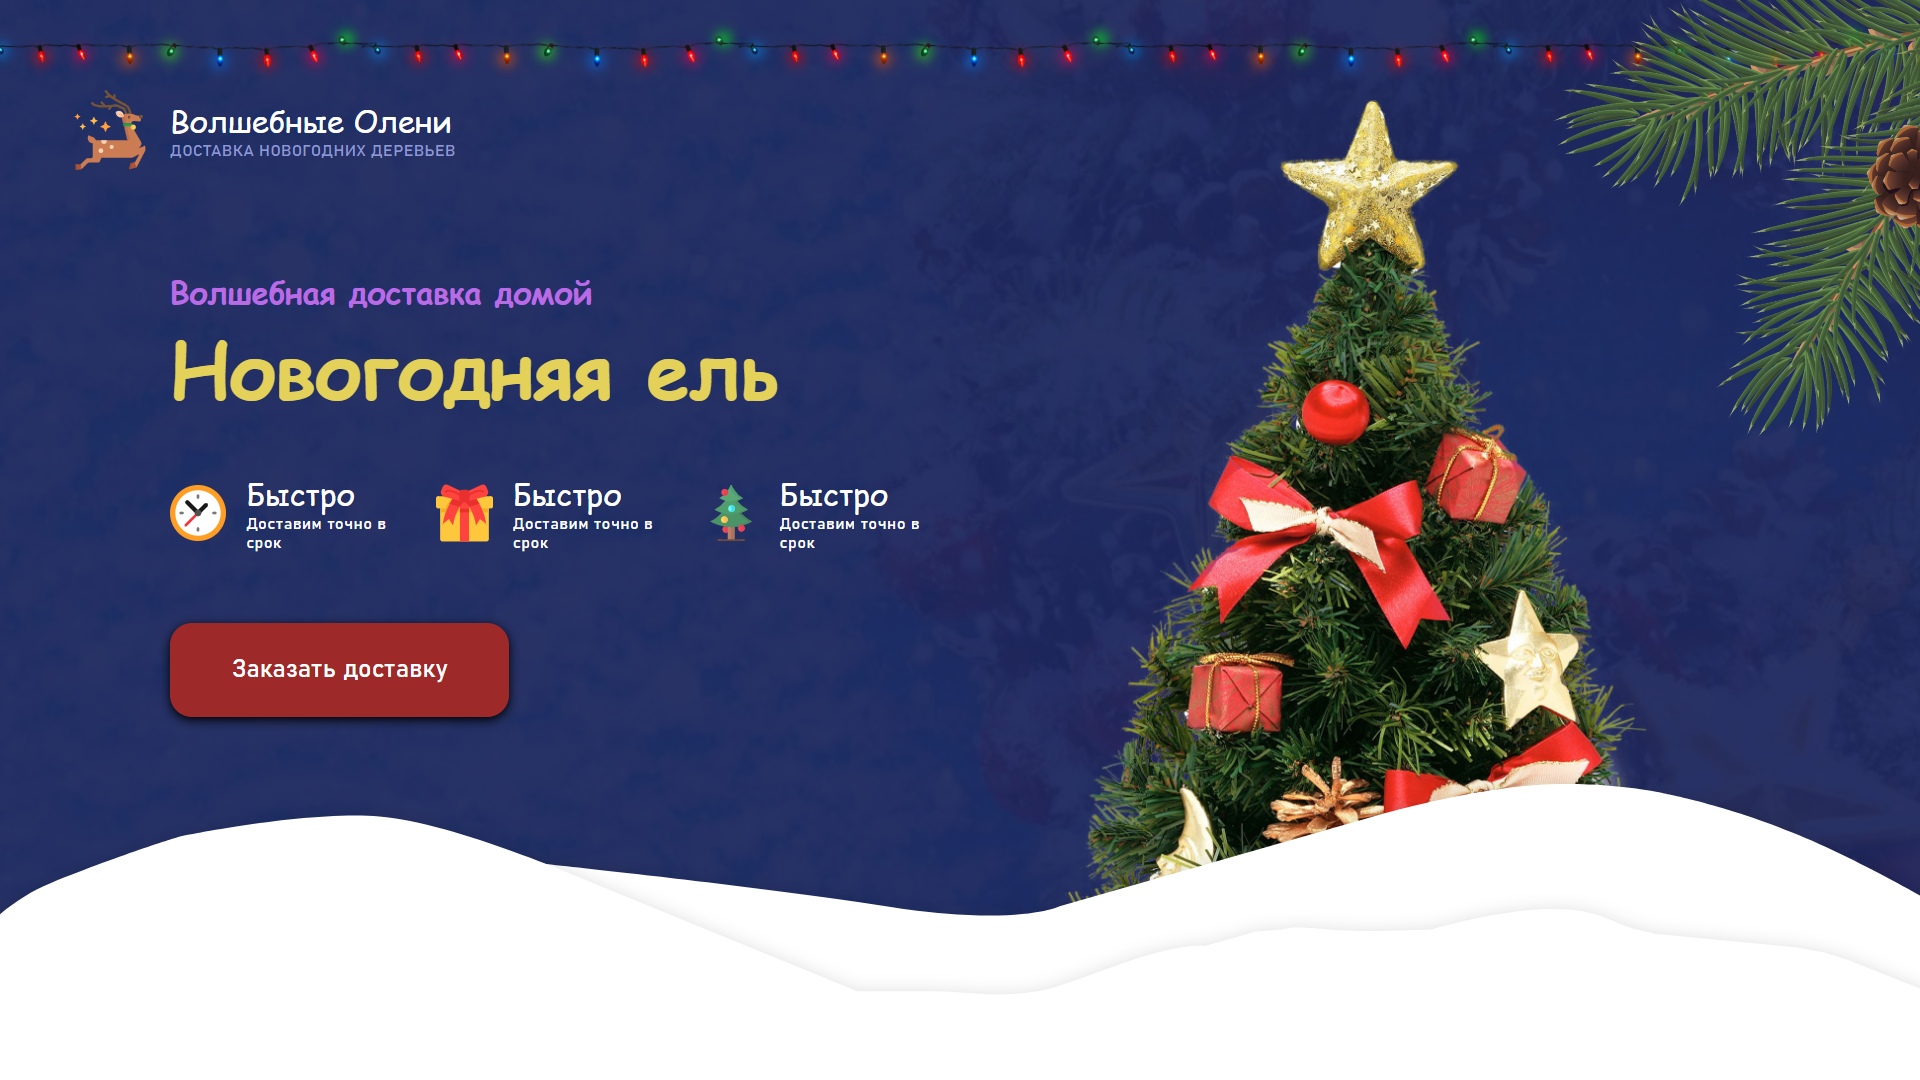 Волшебные Олени
ДОСТАВКА НОВОГОДНИХ ДЕРЕВЬЕВ
Волшебная доставка домой
Новогодняя ель
Быстро
Доставим точно в
срок
Быстро
Доставим точно в
срок
Быстро
Доставим точно в
срок
Заказать доставку